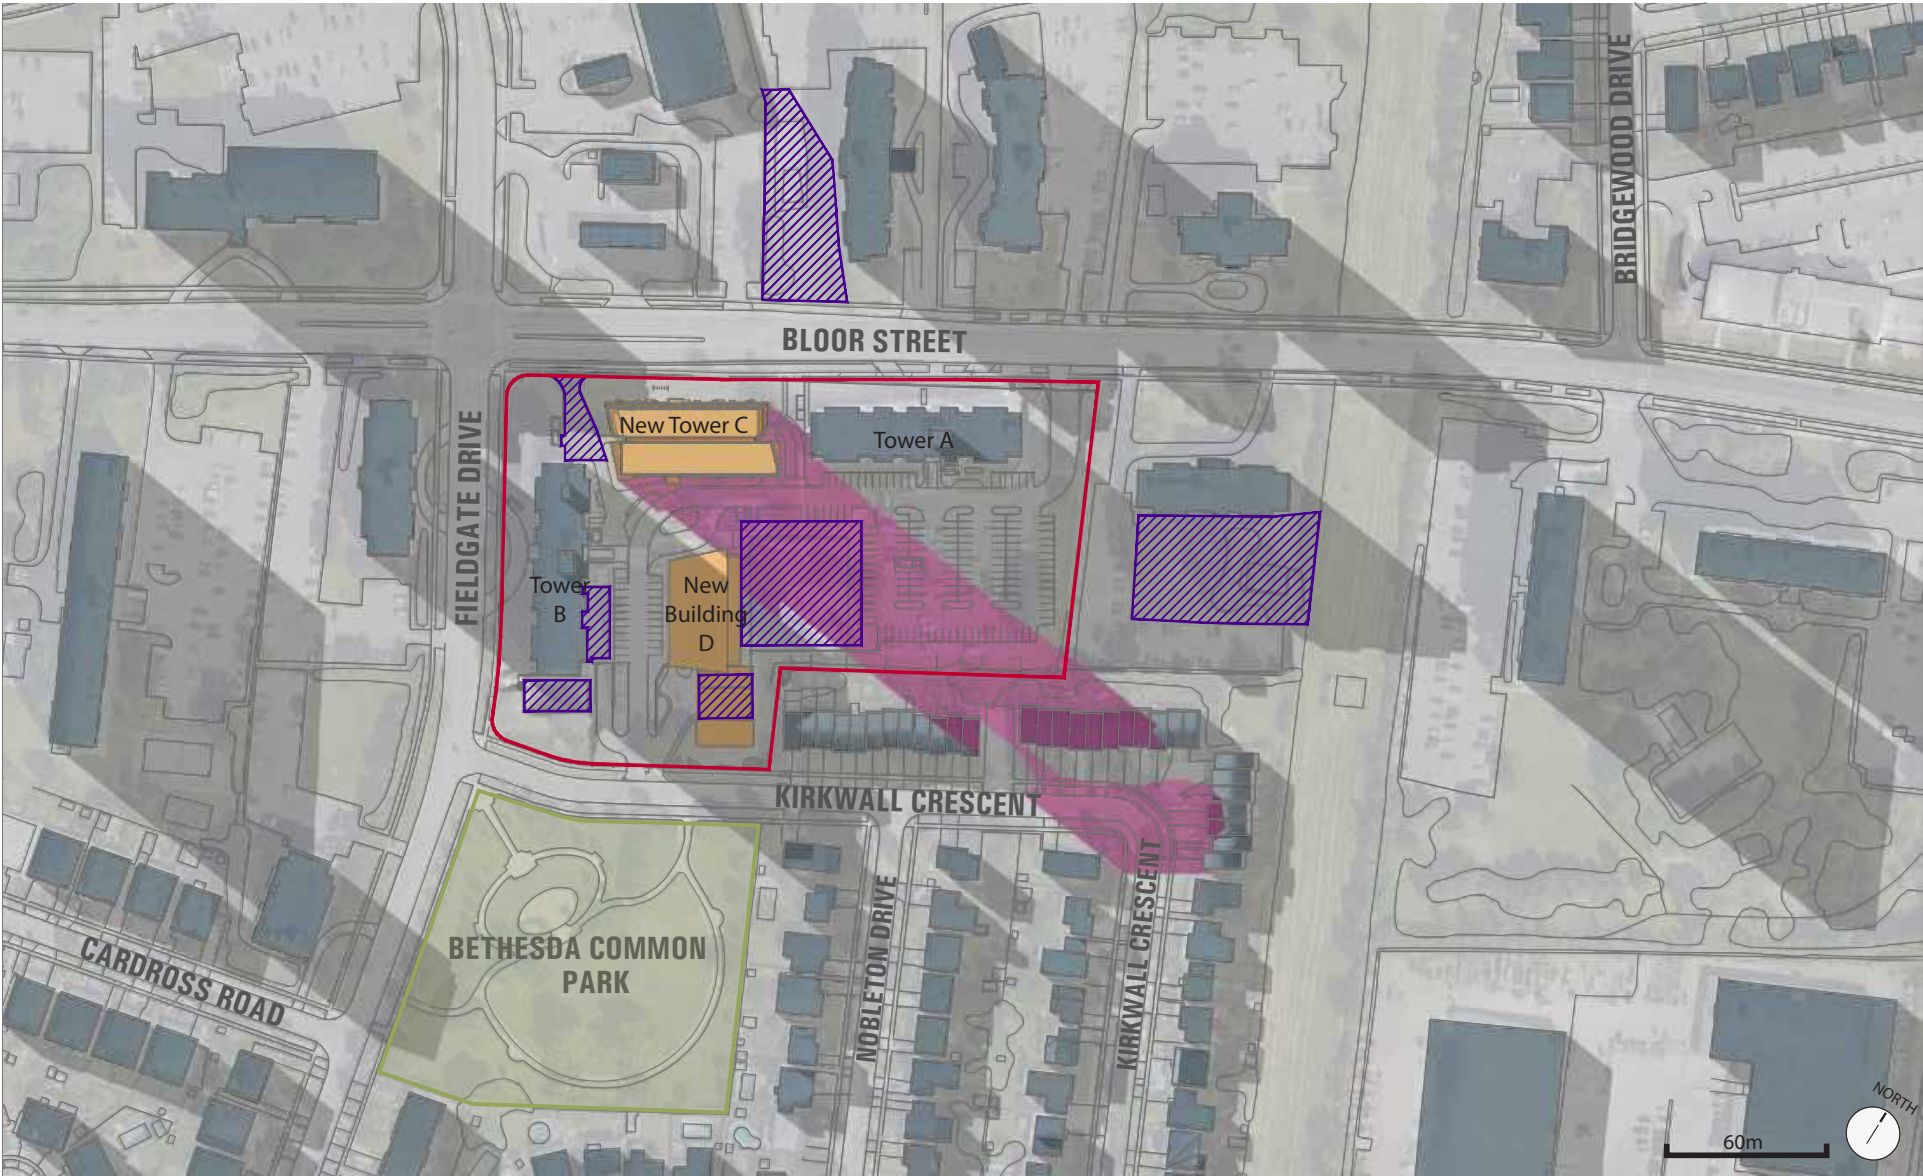 BRIDGEWOOD DRIVE
BLOOR STREET
New Tower C
Tower A
FIELDGATE DRIVE
Tower
B
New
Building
D
KIRKWALL CRESCENT
KIRKWALL CRESCENT
NOBLETON DRIVE
BETHESDA COMMON
PARK
CARDROSS ROAD
NORTH
60m